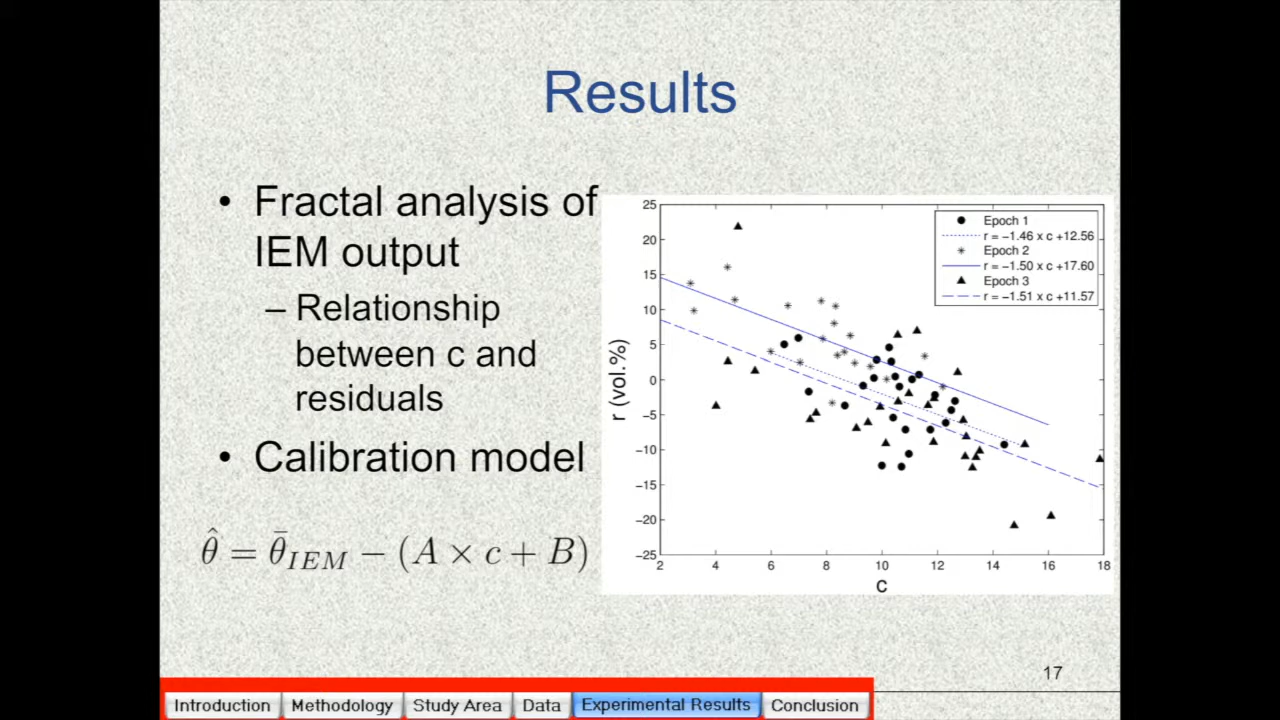 Results
• Fractal analysis of
IEM output
– Relationship
between c and
residuals
• Calibration model
θ̂ = θ̄_IEM − (A × c + B)
r (vol.%)
25
20
15
10
5
0
−5
−10
−15
−20
−25
2 4 6 8 10 12 14 16 18
c
Epoch 1
r = −1.46 x c +12.56
Epoch 2
r = −1.50 x c +17.60
Epoch 3
r = −1.51 x c +11.57
17
Introduction Methodology Study Area Data Experimental Results Conclusion